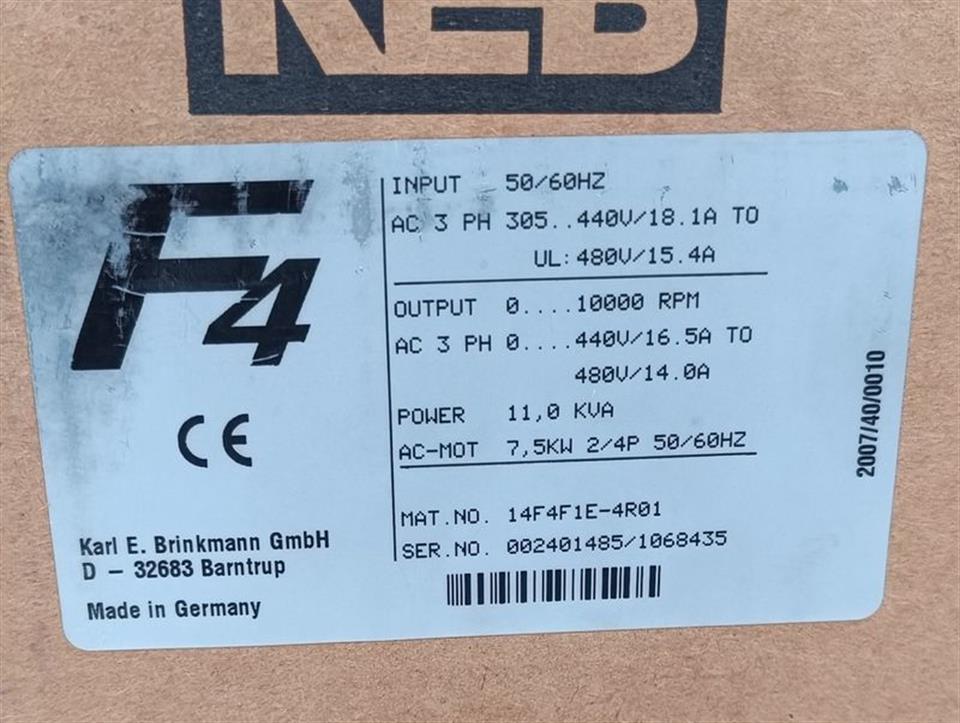 KEB
F4
CE
Karl E. Brinkmann GmbH
D – 32683 Barntrup
Made in Germany
INPUT 50/60HZ
AC 3 PH 305..440V/18.1A TO
UL:480V/15.4A
OUTPUT 0....10000 RPM
AC 3 PH 0....440V/16.5A TO
480V/14.0A
POWER 11,0 KVA
AC-MOT 7,5KW 2/4P 50/60HZ
MAT.NO. 14F4F1E-4R01
SER.NO. 002401485/1068435
2007/40/0010